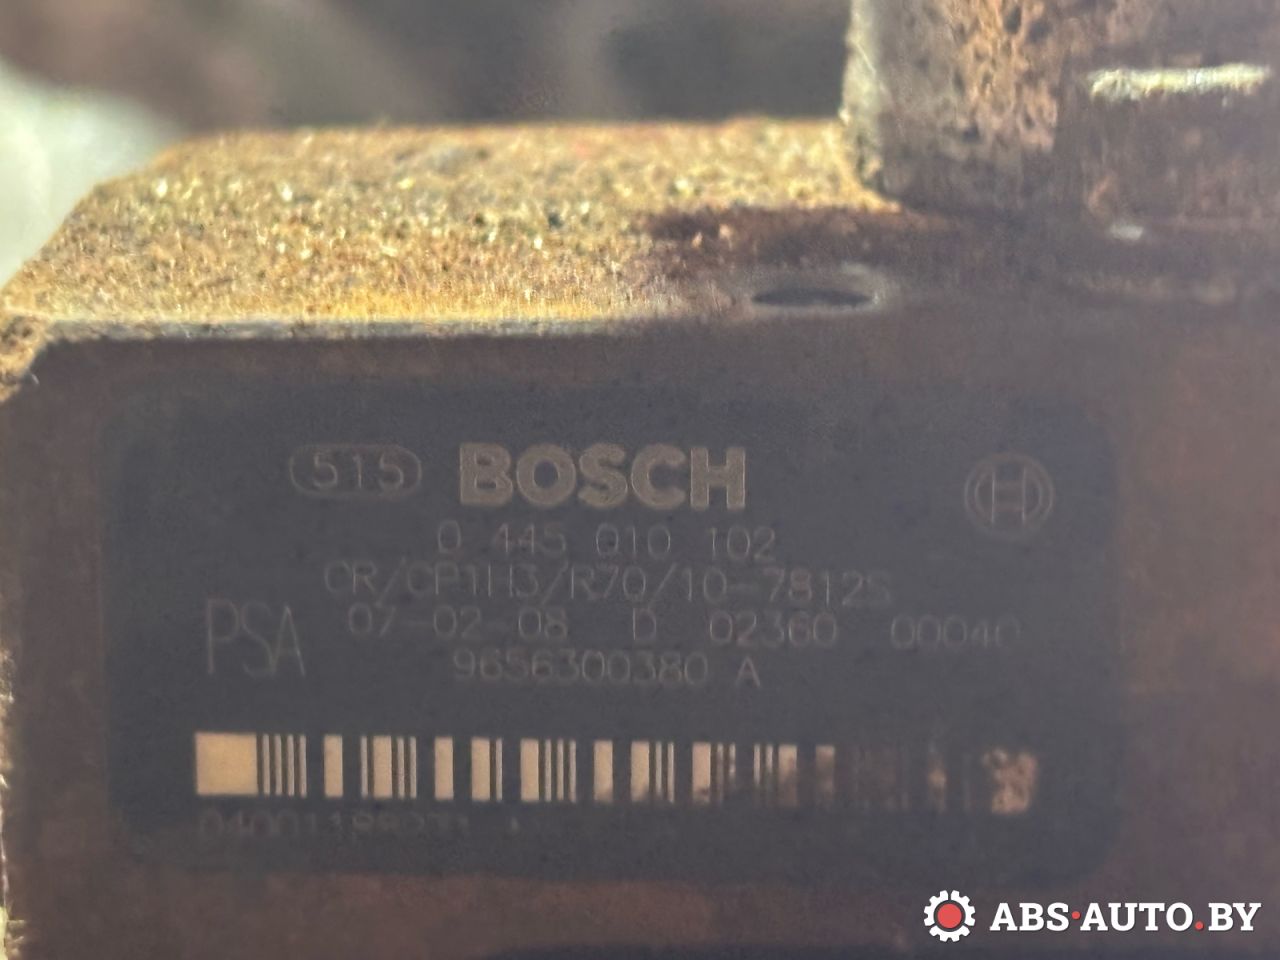 515 BOSCH
0 445 010 102
CR/CP1H3/R70/10-7812S
PSA 07-02-08 D 02360 00040
9656300380 A
ABS·AUTO.BY